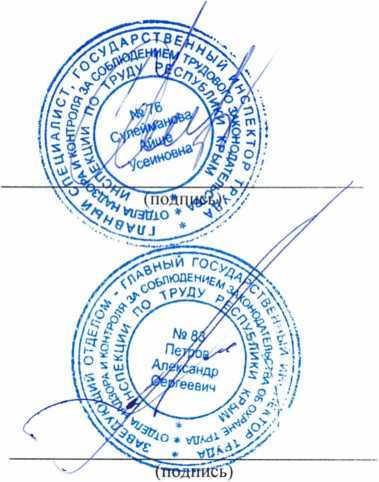 ГЛАВНЫЙ СПЕЦИАЛИСТ, ГОСУДАРСТВЕННЫЙ ИНСПЕКТОР ТРУДА
* ОТДЕЛА НАДЗОРА И КОНТРОЛЯ ЗА СОБЛЮДЕНИЕМ ТРУДОВОГО ЗАКОНОДАТЕЛЬСТВА
ИНСПЕКЦИИ ПО ТРУДУ РЕСПУБЛИКИ КРЫМ
№ 76
Сулейманова
Айше
Усеиновна
(подпись)
ЗАВЕДУЮЩИЙ ОТДЕЛОМ - ГЛАВНЫЙ ГОСУДАРСТВЕННЫЙ ИНСПЕКТОР ТРУДА *
ОТДЕЛА НАДЗОРА И КОНТРОЛЯ ЗА СОБЛЮДЕНИЕМ ЗАКОНОДАТЕЛЬСТВА ОБ ОХРАНЕ ТРУДА *
ИНСПЕКЦИИ ПО ТРУДУ РЕСПУБЛИКИ КРЫМ *
№ 83
Петров
Александр
Сергеевич
(подпись)